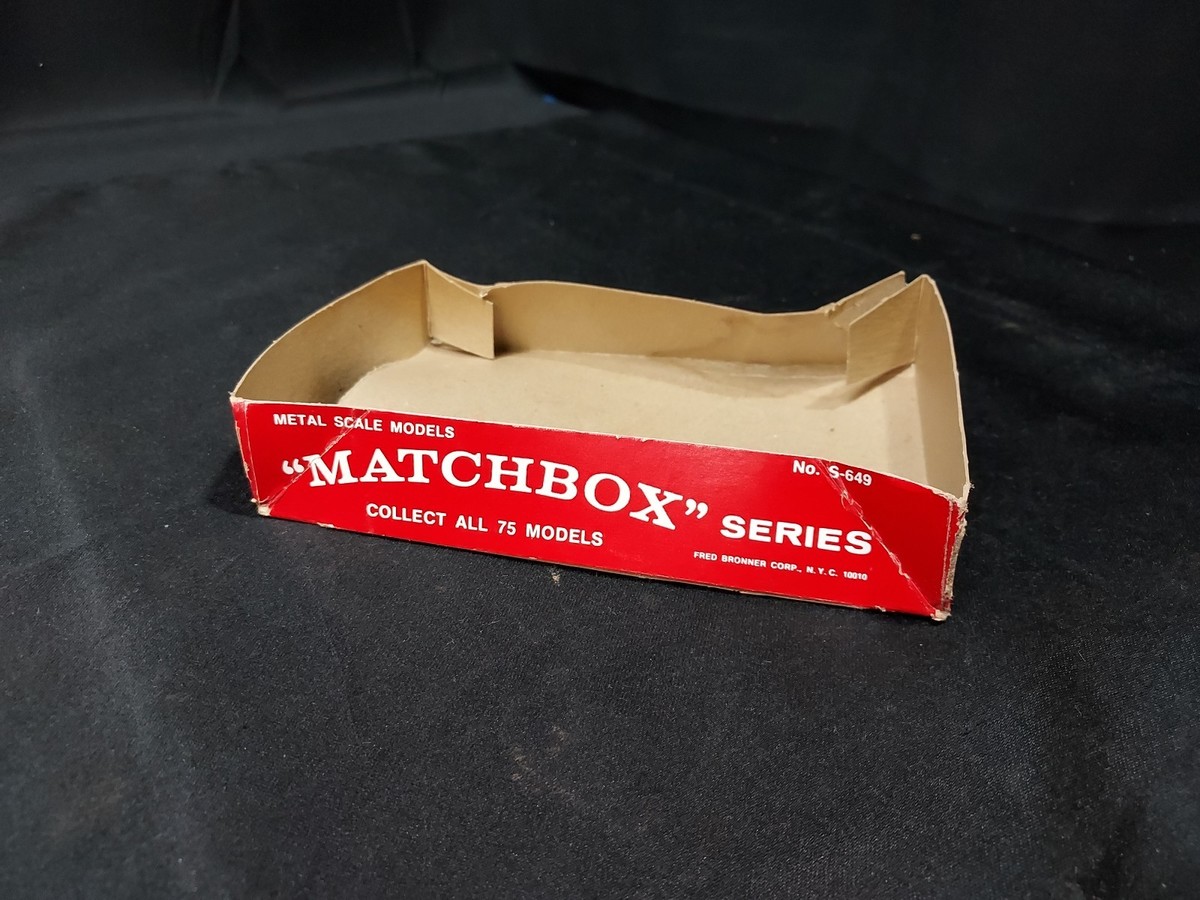 METAL SCALE MODELS
No. S-649
“MATCHBOX” SERIES
COLLECT ALL 75 MODELS
FRED BRONNER CORP., N.Y.C. 10010